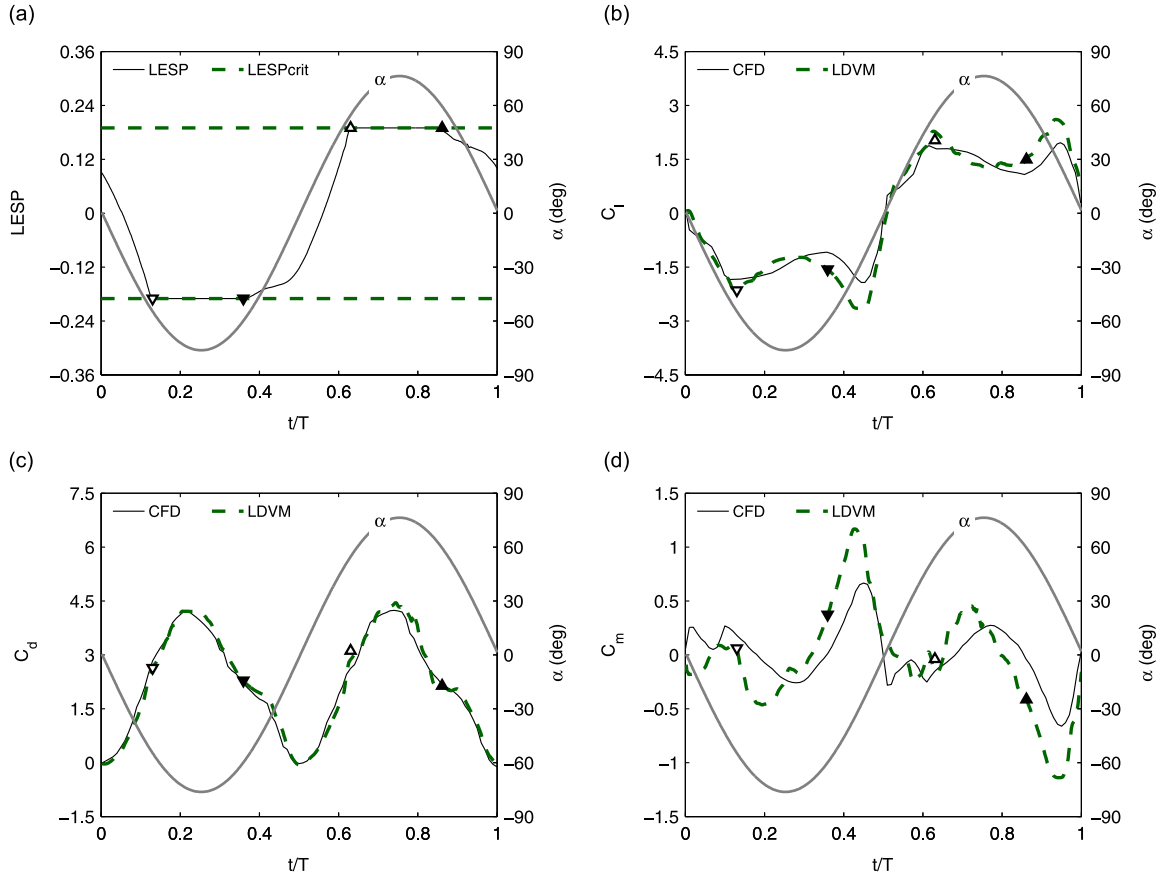 (a)
LESP LESPcrit
α
0.36
0.24
0.12
0
−0.12
−0.24
−0.36
LESP
90
60
30
0
−30
−60
−90
α (deg)
0 0.2 0.4 0.6 0.8 1
t/T
(b)
CFD LDVM
α
4.5
3
1.5
0
−1.5
−3
−4.5
C_l
90
60
30
0
−30
−60
−90
α (deg)
0 0.2 0.4 0.6 0.8 1
t/T
(c)
CFD LDVM
α
7.5
6
4.5
3
1.5
0
−1.5
C_d
90
60
30
0
−30
−60
−90
α (deg)
0 0.2 0.4 0.6 0.8 1
t/T
(d)
CFD LDVM
α
1.5
1
0.5
0
−0.5
−1
−1.5
C_m
90
60
30
0
−30
−60
−90
α (deg)
0 0.2 0.4 0.6 0.8 1
t/T